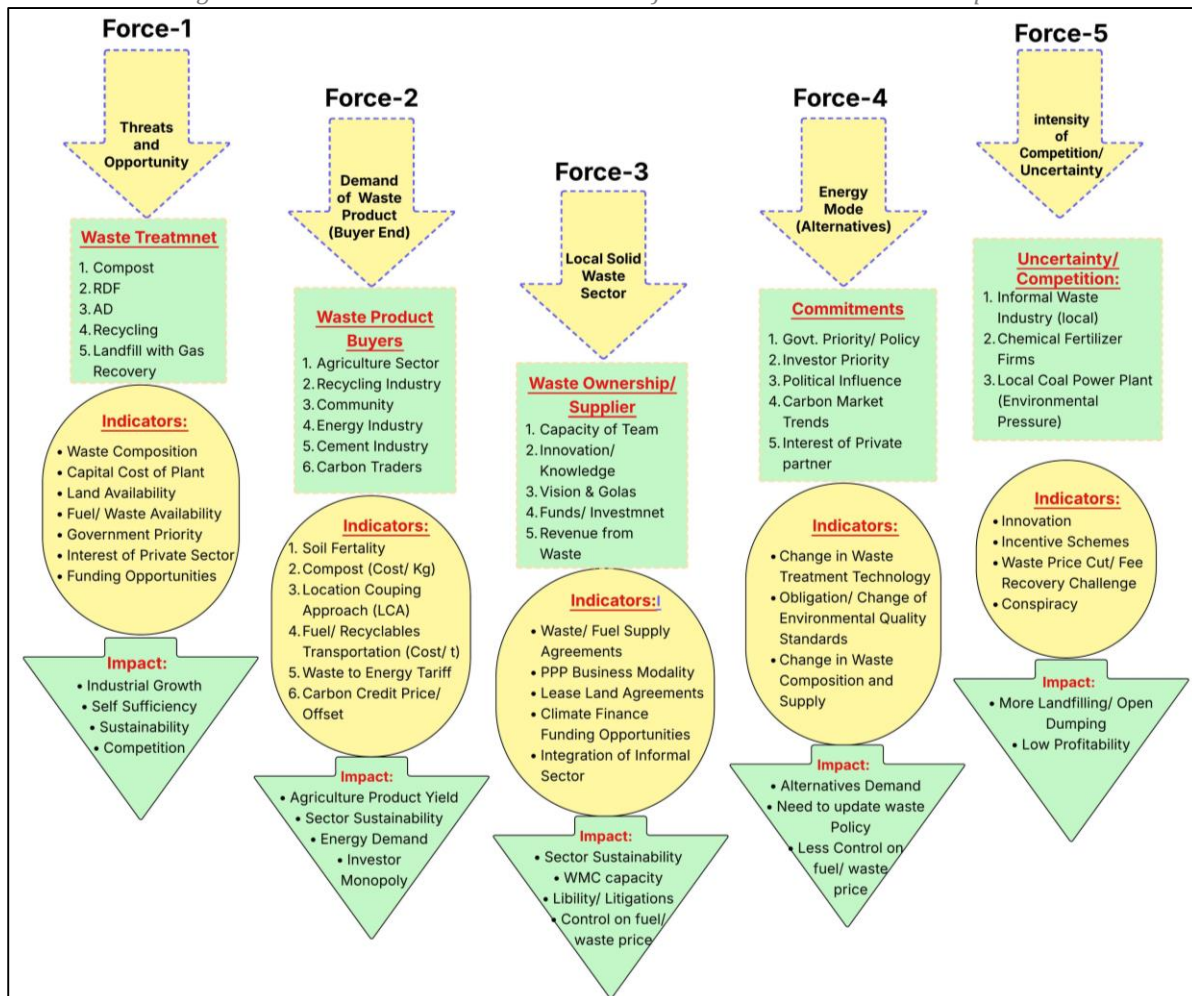 Force-1
Threats
and
Opportunity
Waste Treatmnet
1. Compost
2. RDF
3. AD
4. Recycling
5. Landfill with Gas
Recovery
Indicators:
• Waste Composition
• Capital Cost of Plant
• Land Availability
• Fuel/ Waste Availability
• Government Priority
• Interest of Private Sector
• Funding Opportunities
Impact:
• Industrial Growth
• Self Sufficiency
• Sustainability
• Competition
Force-2
Demand
of Waste
Product
(Buyer End)
Waste Product
Buyers
1. Agriculture Sector
2. Recycling Industry
3. Community
4. Energy Industry
5. Cement Industry
6. Carbon Traders
Indicators:
1. Soil Fertality
2. Compost (Cost/ Kg)
3. Location Couping
Approach (LCA)
4. Fuel/ Recyclables
Transportation (Cost/ t)
5. Waste to Energy Tariff
6. Carbon Credit Price/
Offset
Impact:
• Agriculture Product Yield
• Sector Sustainability
• Energy Demand
• Investor
Monopoly
Force-3
Local Solid
Waste
Sector
Waste Ownership/
Supplier
1. Capacity of Team
2. Innovation/
Knowledge
3. Vision & Golas
4. Funds/ Investmnet
5. Revenue from
Waste
Indicators:
• Waste/ Fuel Supply
Agreements
• PPP Business Modality
• Lease Land Agreements
• Climate Finance
Funding Opportunities
• Integration of Informal
Sector
Impact:
• Sector Sustainability
• WMC capacity
• Libility/ Litigations
• Control on fuel/
waste price
Force-4
Energy
Mode
(Alternatives)
Commitments
1. Govt. Priority/ Policy
2. Investor Priority
3. Political Influence
4. Carbon Market
Trends
5. Interest of Private
partner
Indicators:
• Change in Waste
Treatment Technology
• Obligation/ Change of
Environmental Quality
Standards
• Change in Waste
Composition and
Supply
Impact:
• Alternatives Demand
• Need to update waste
Policy
• Less Control on
fuel/ waste
price
Force-5
intensity
of
Competition/
Uncertainty
Uncertainty/
Competition:
1. Informal Waste
Industry (local)
2. Chemical Fertilizer
Firms
3. Local Coal Power Plant
(Environmental
Pressure)
Indicators:
• Innovation
• Incentive Schemes
• Waste Price Cut/ Fee
Recovery Challenge
• Conspiracy
Impact:
• More Landfilling/ Open
Dumping
• Low Profitability